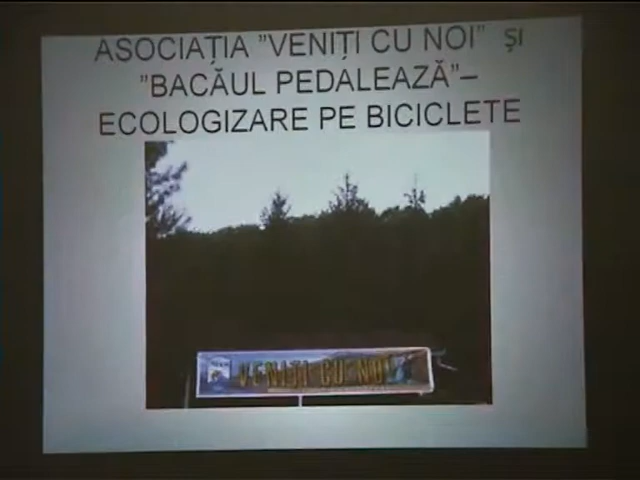 ASOCIAȚIA "VENIȚI CU NOI" ȘI
"BACĂUL PEDALEAZĂ"–
ECOLOGIZARE PE BICICLETE
VENIȚI CU NOI